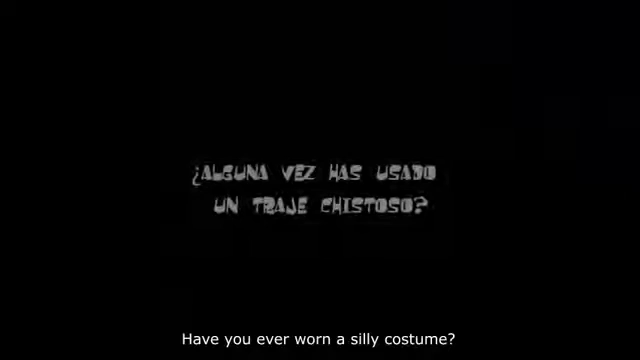 ¿ALGUNA VEZ HAS USADO
UN TRAJE CHISTOSO?
Have you ever worn a silly costume?